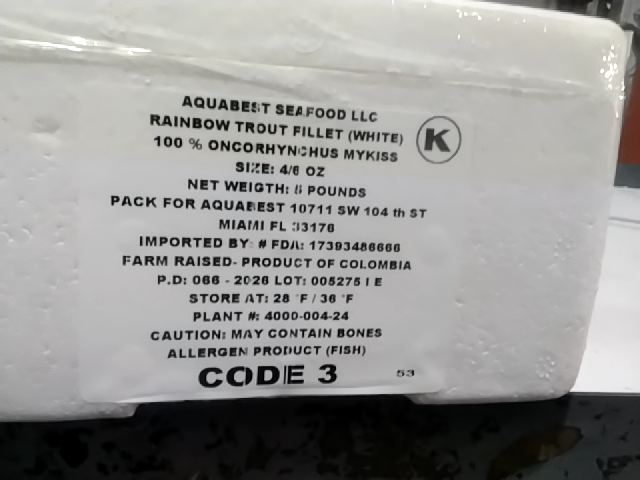 AQUABEST SEAFOOD LLC
RAINBOW TROUT FILLET (WHITE)
K
100 % ONCORHYNCHUS MYKISS
SIZE: 4/6 OZ
NET WEIGTH: POUNDS
PACK FOR AQUABEST 10711 SW 104 th ST
MIAMI FL 33176
IMPORTED BY: # FDA: 17393486666
FARM RAISED- PRODUCT OF COLOMBIA
P.D: 066 - 2026 LOT: 005275 I E
STORE AT: 28 °F / 36 °F
PLANT #: 4000-004-24
CAUTION: MAY CONTAIN BONES
ALLERGEN PRODUCT (FISH)
CODE 3
53